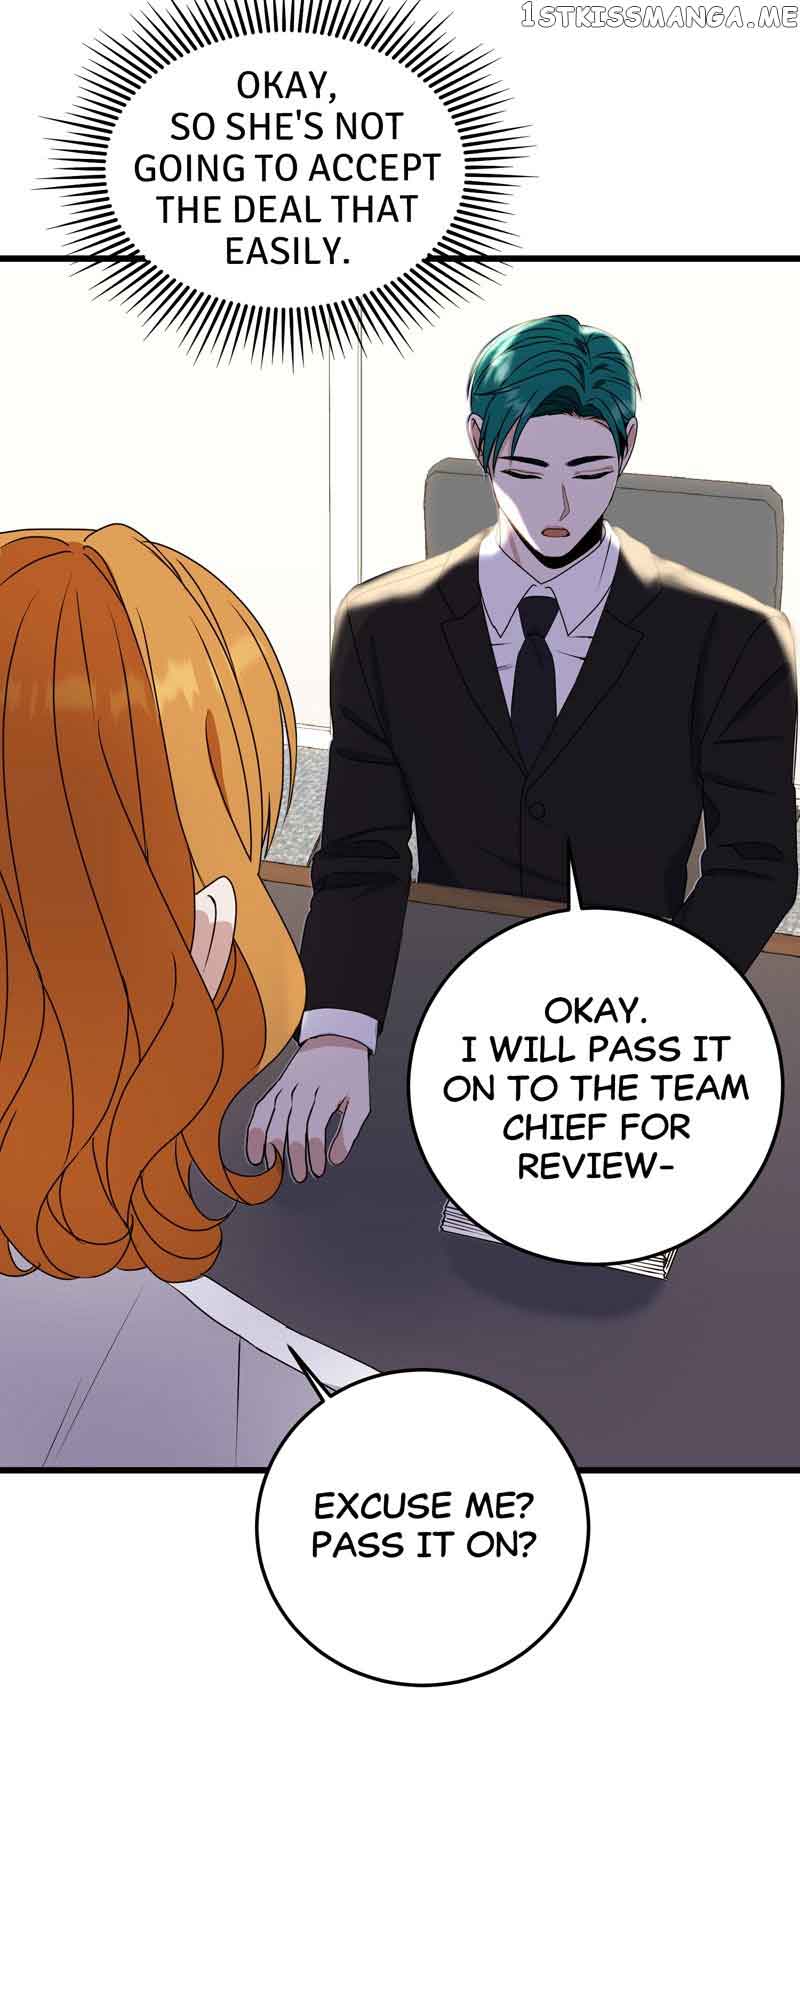 1STKISSMANGA.ME
OKAY,
SO SHE'S NOT
GOING TO ACCEPT
THE DEAL THAT
EASILY.
OKAY.
I WILL PASS IT
ON TO THE TEAM
CHIEF FOR
REVIEW-
EXCUSE ME?
PASS IT ON?